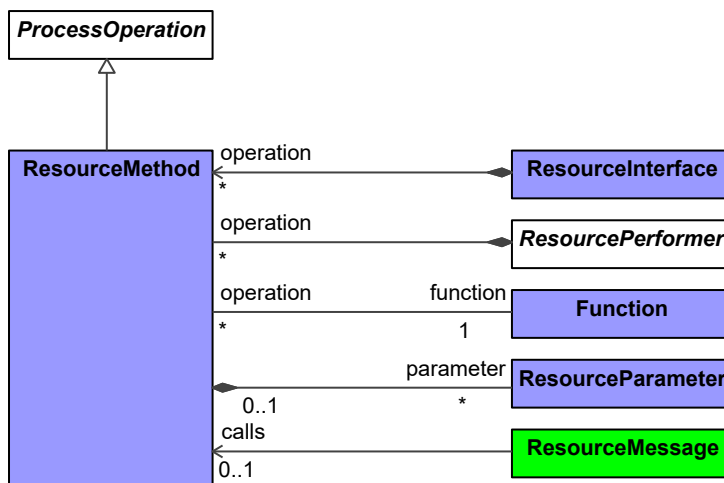 ProcessOperation
ResourceMethod
operation
*
ResourceInterface
operation
*
ResourcePerformer
operation
*
function
1
Function
parameter
0..1
*
ResourceParameter
calls
0..1
ResourceMessage